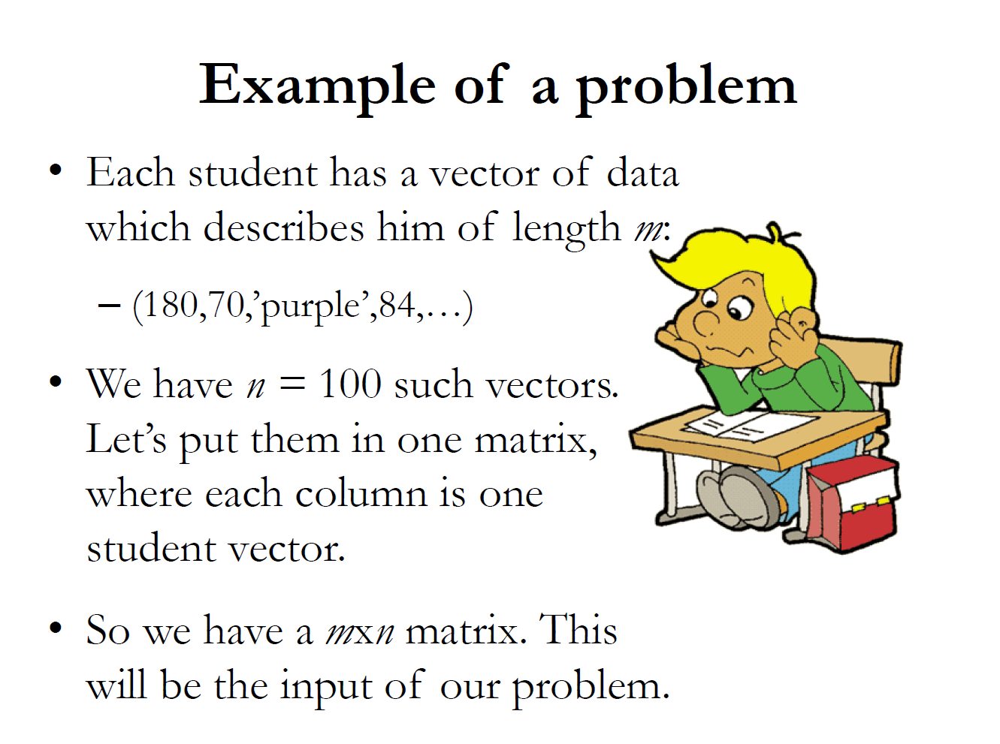 Example of a problem
• Each student has a vector of data
which describes him of length m:
– (180,70,’purple’,84,…)
• We have n = 100 such vectors.
Let’s put them in one matrix,
where each column is one
student vector.
• So we have a mxn matrix. This
will be the input of our problem.